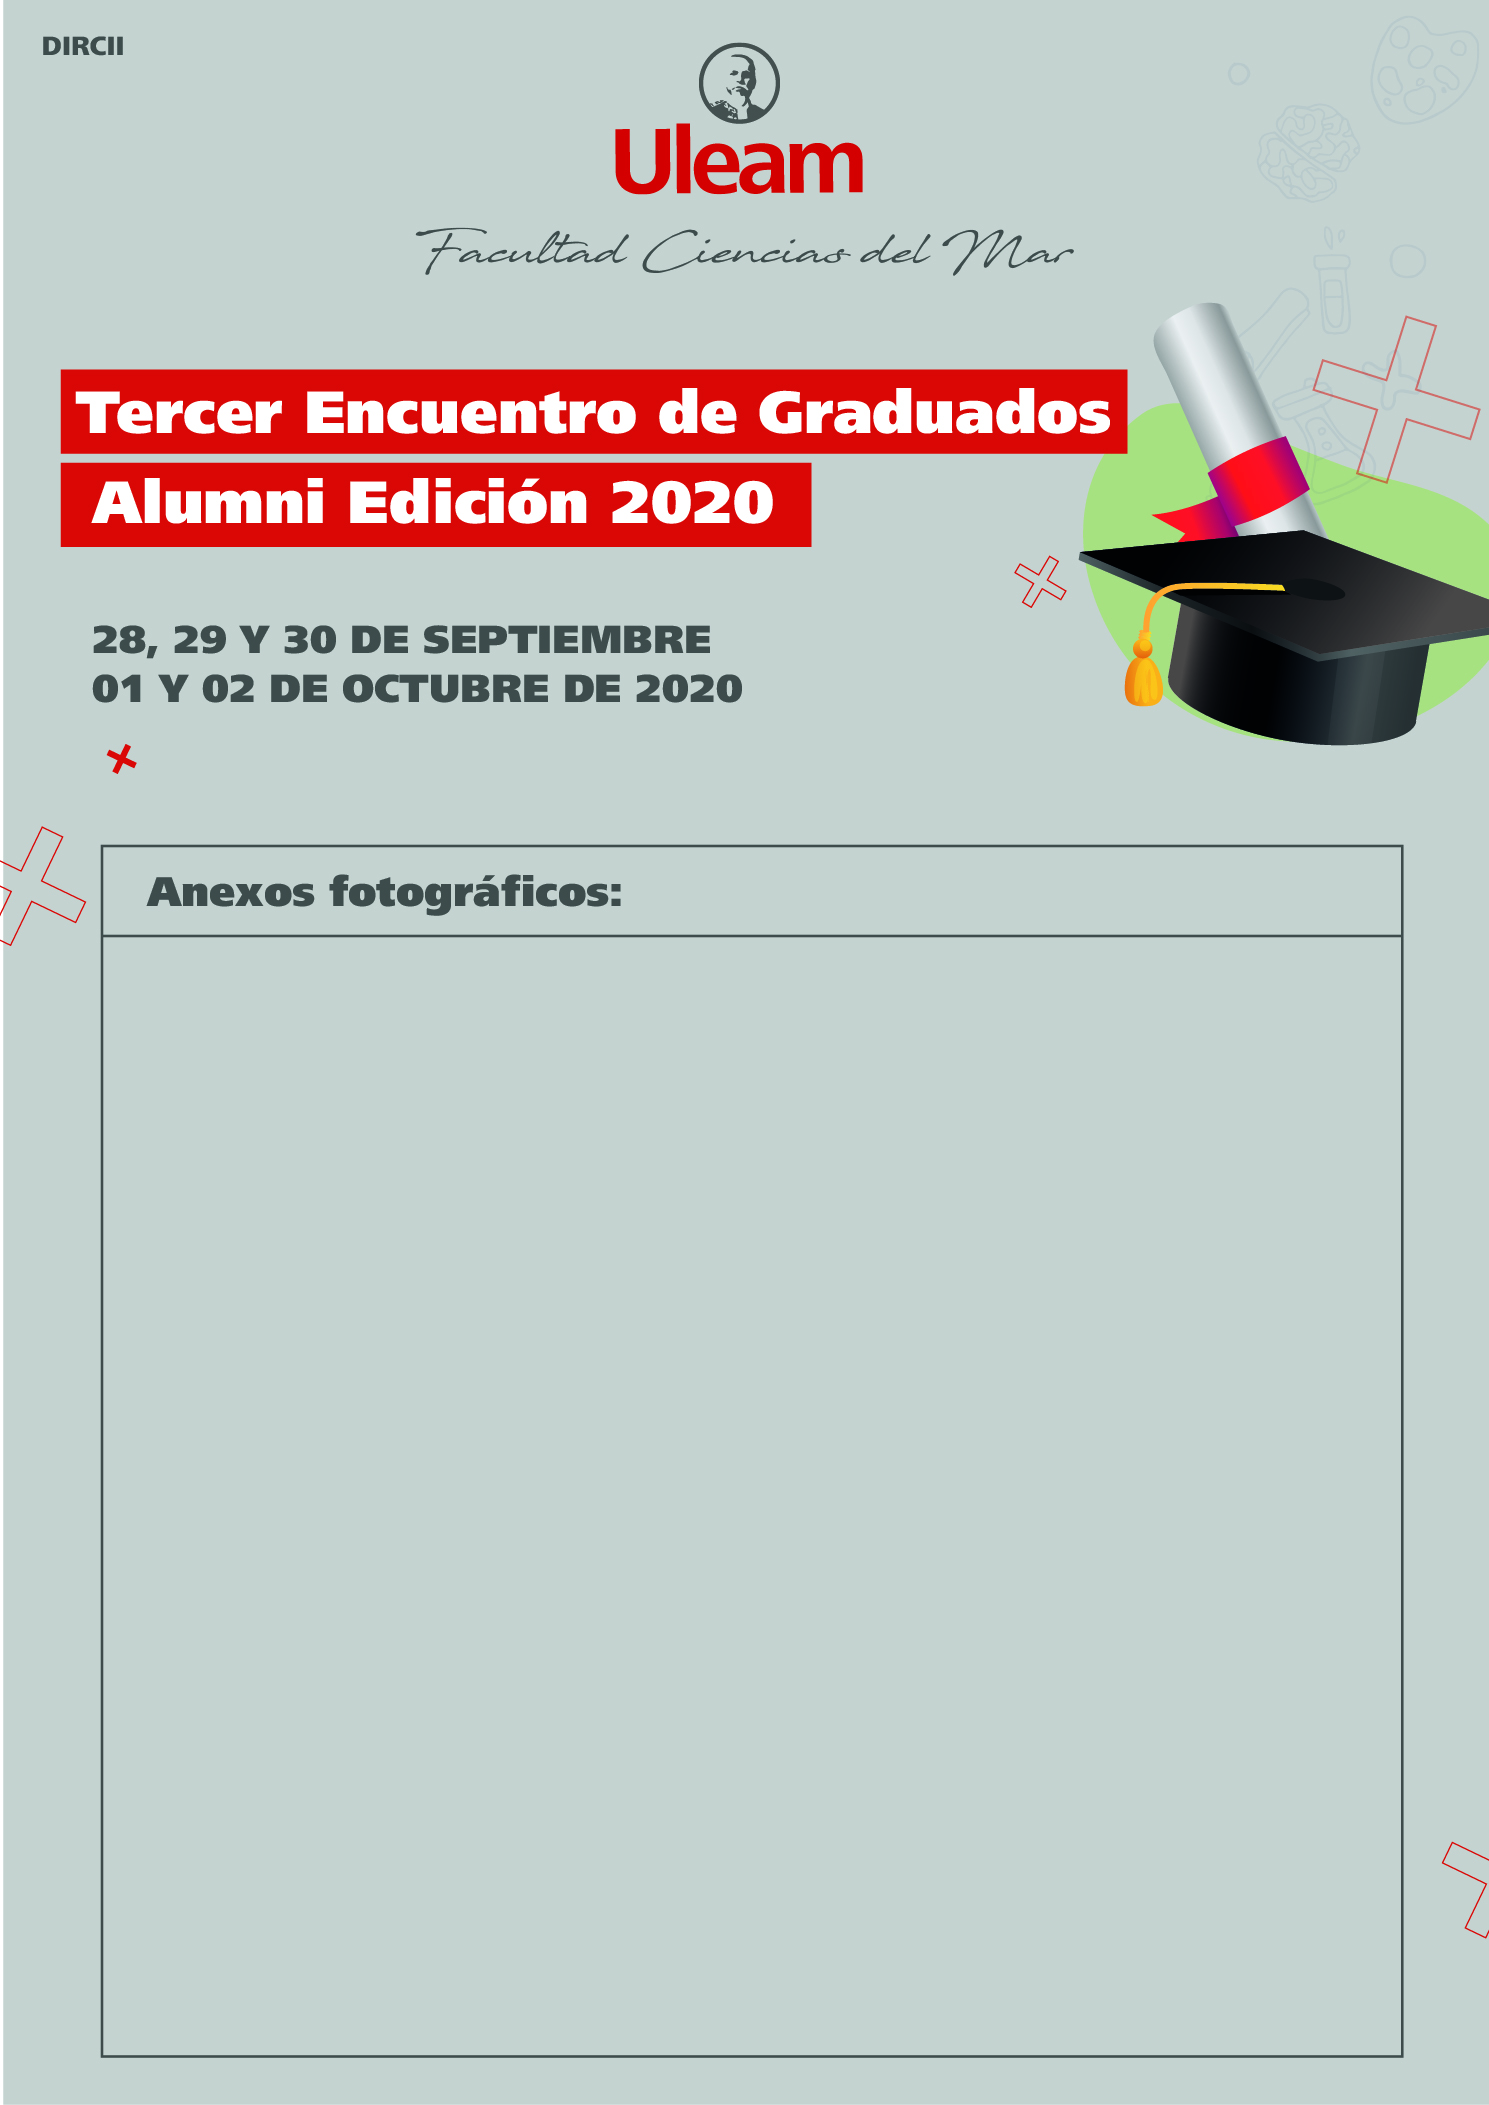 DIRCII
Uleam
Facultad Ciencias del Mar
Tercer Encuentro de Graduados
Alumni Edición 2020
28, 29 Y 30 DE SEPTIEMBRE
01 Y 02 DE OCTUBRE DE 2020
Anexos fotográficos: